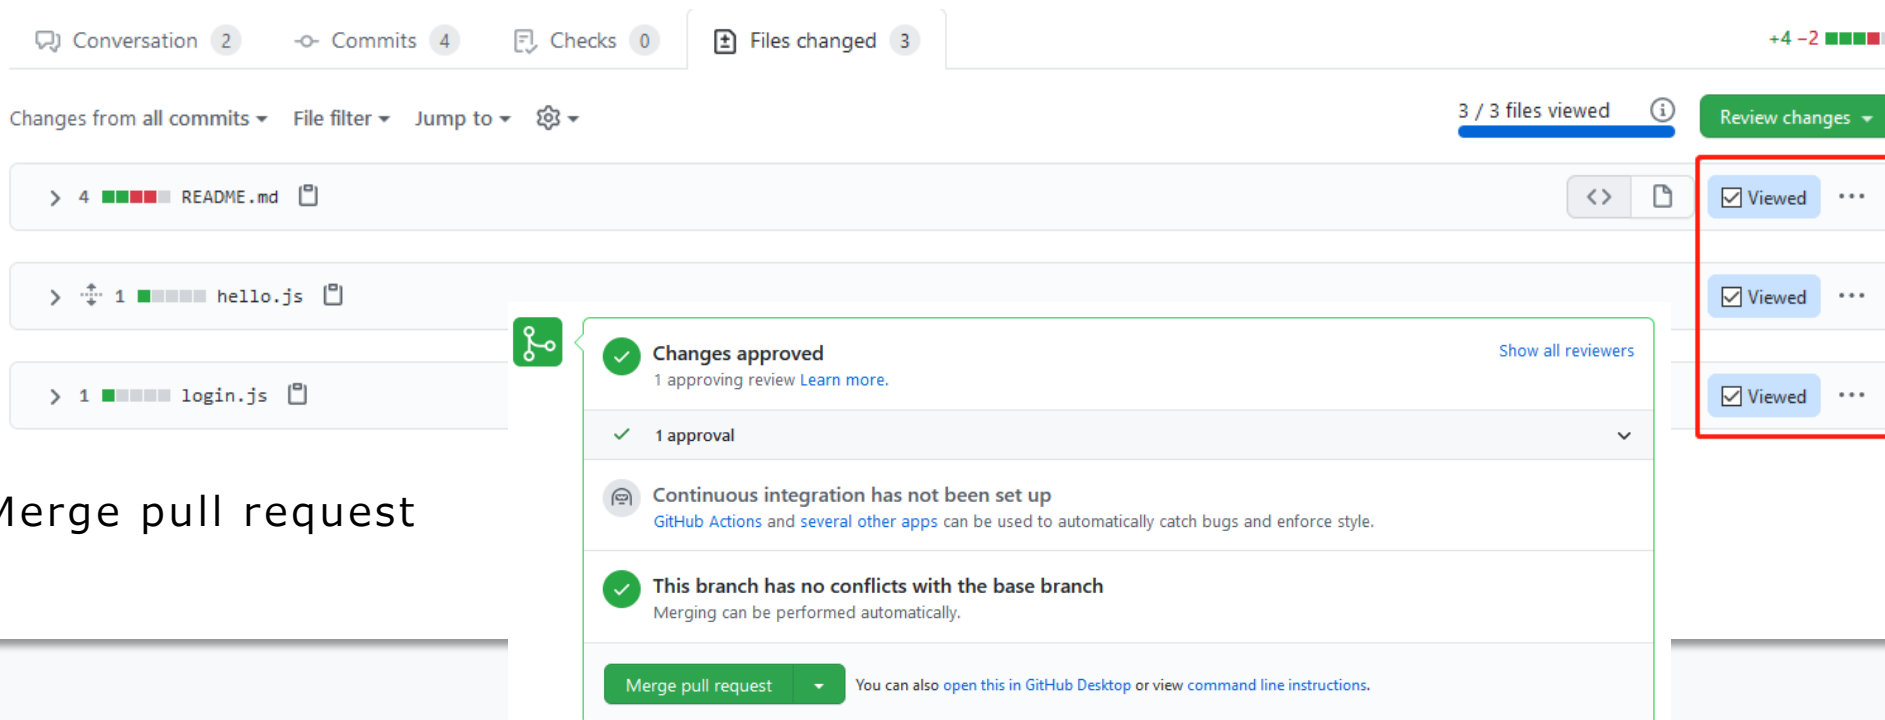 Conversation 2 Commits 4 Checks 0 Files changed 3 +4 −2
Changes from all commits File filter Jump to 3 / 3 files viewed Review changes
4 README.md Viewed
1 hello.js Viewed
1 login.js Viewed
Merge pull request
Changes approved Show all reviewers
1 approving review Learn more.
1 approval
Continuous integration has not been set up
GitHub Actions and several other apps can be used to automatically catch bugs and enforce style.
This branch has no conflicts with the base branch
Merging can be performed automatically.
Merge pull request You can also open this in GitHub Desktop or view command line instructions.